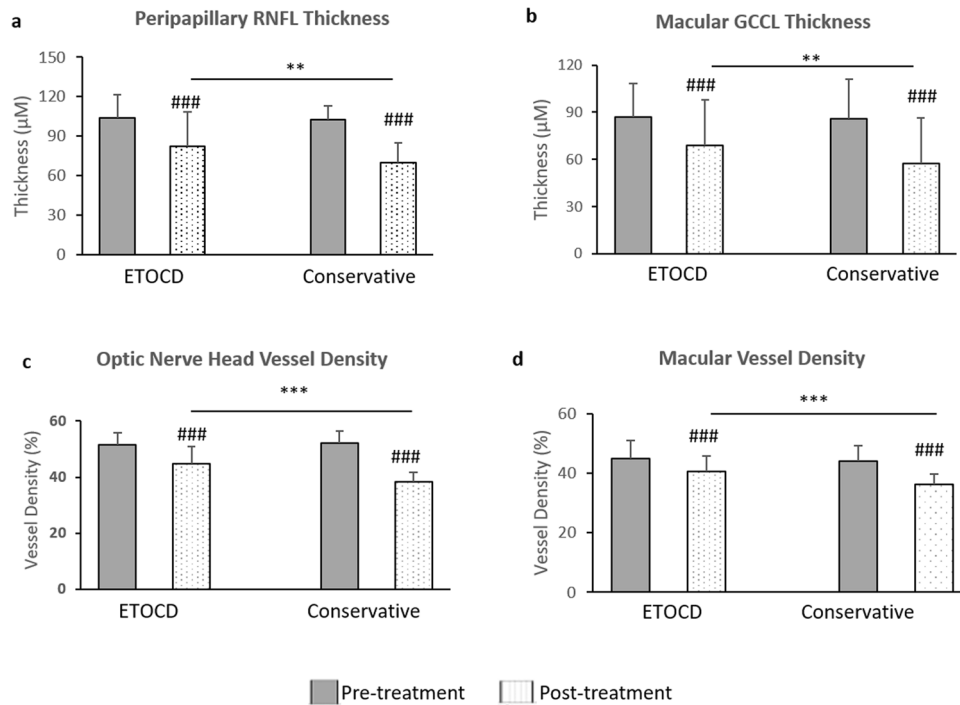 a
Peripapillary RNFL Thickness
Thickness (µM)
150
120
90
60
30
0
**
###
###
ETOCD
Conservative
b
Macular GCCL Thickness
Thickness (µM)
120
90
60
30
0
**
###
###
ETOCD
Conservative
c
Optic Nerve Head Vessel Density
Vessel Density (%)
60
40
20
0
***
###
###
ETOCD
Conservative
d
Macular Vessel Density
Vessel Density (%)
60
40
20
0
***
###
###
ETOCD
Conservative
Pre-treatment
Post-treatment